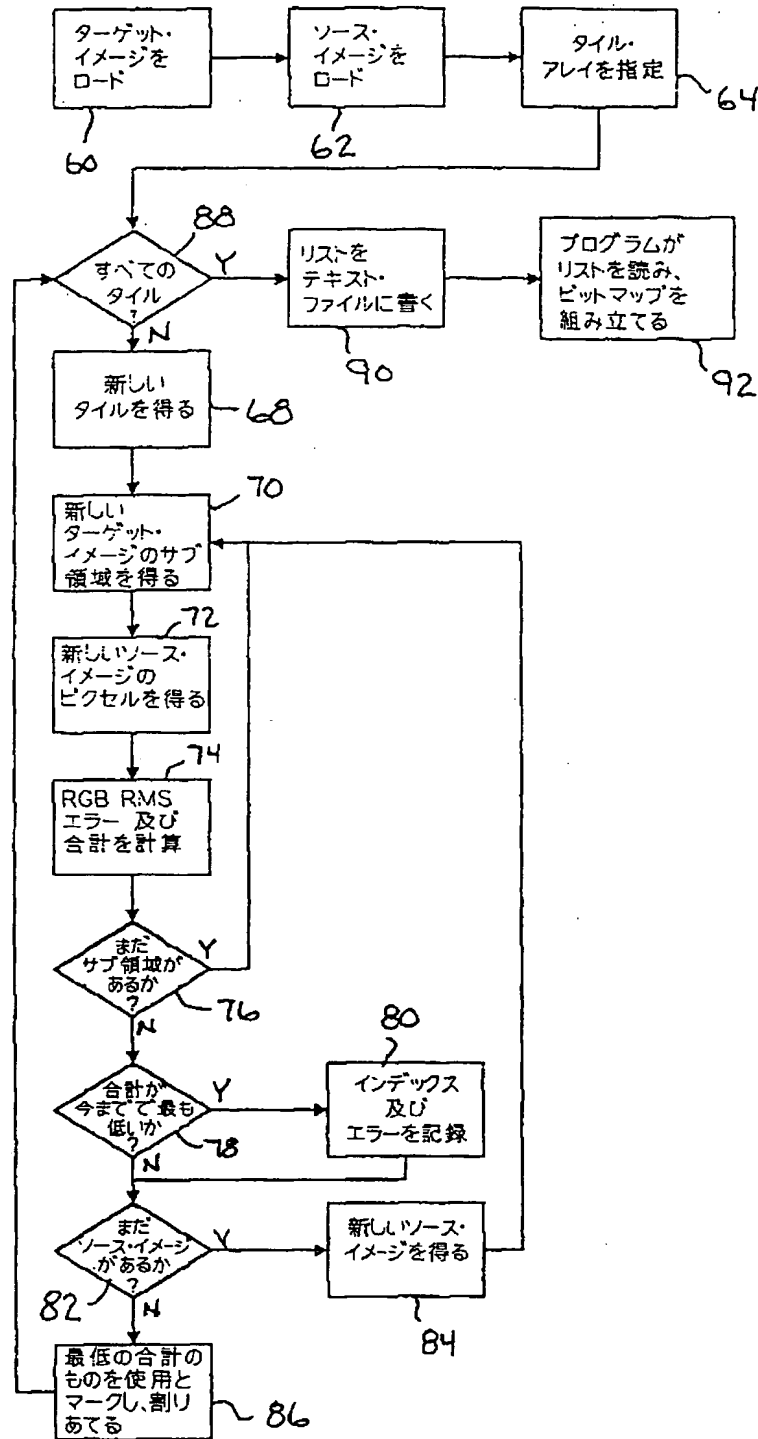 ターゲット・
イメージを
ロード
60
ソース・
イメージを
ロード
62
タイル・
アレイを指定
64
88
すべての
タイル
?
Y
N
リストを
テキスト・
ファイルに書く
90
プログラムが
リストを読み、
ビットマップを
組み立てる
92
新しい
タイルを得る
68
70
新しい
ターゲット・
イメージのサブ
領域を得る
72
新しいソース・
イメージの
ピクセルを得る
74
RGB RMS
エラー 及び
合計を計算
まだ
サブ領域が
あるか
?
Y
76
N
合計が
今までで最も
低いか
?
Y
78
N
80
インデックス
及び
エラーを記録
まだ
ソース・イメージ
があるか
?
Y
82
N
新しいソース・
イメージを得る
84
最低の合計の
ものを使用と
マークし、割り
あてる
86